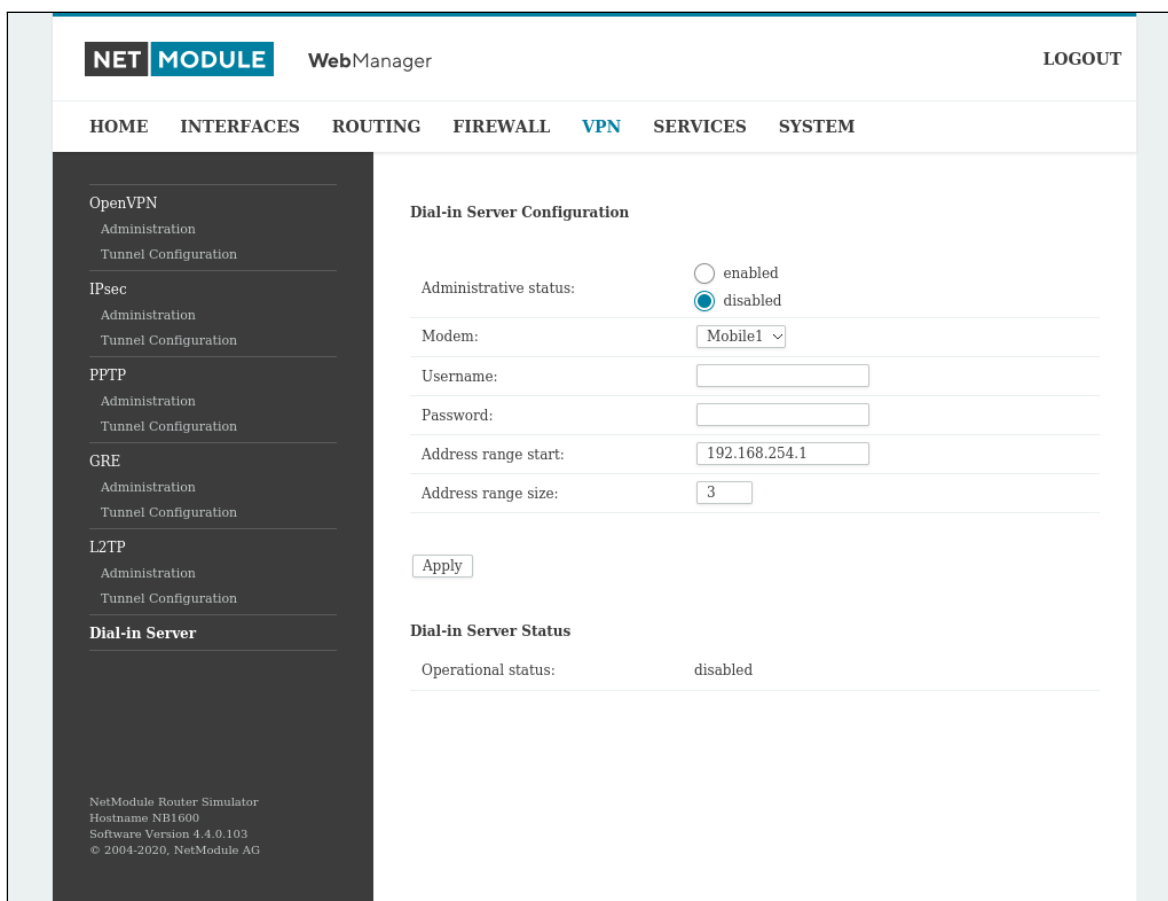 NET MODULE WebManager LOGOUT
HOME INTERFACES ROUTING FIREWALL VPN SERVICES SYSTEM
OpenVPN
Administration
Tunnel Configuration
IPsec
Administration
Tunnel Configuration
PPTP
Administration
Tunnel Configuration
GRE
Administration
Tunnel Configuration
L2TP
Administration
Tunnel Configuration
Dial-in Server
NetModule Router Simulator
Hostname NB1600
Software Version 4.4.0.103
© 2004-2020, NetModule AG
Dial-in Server Configuration
Administrative status: enabled
disabled
Modem: Mobile1
Username:
Password:
Address range start: 192.168.254.1
Address range size: 3
Apply
Dial-in Server Status
Operational status: disabled